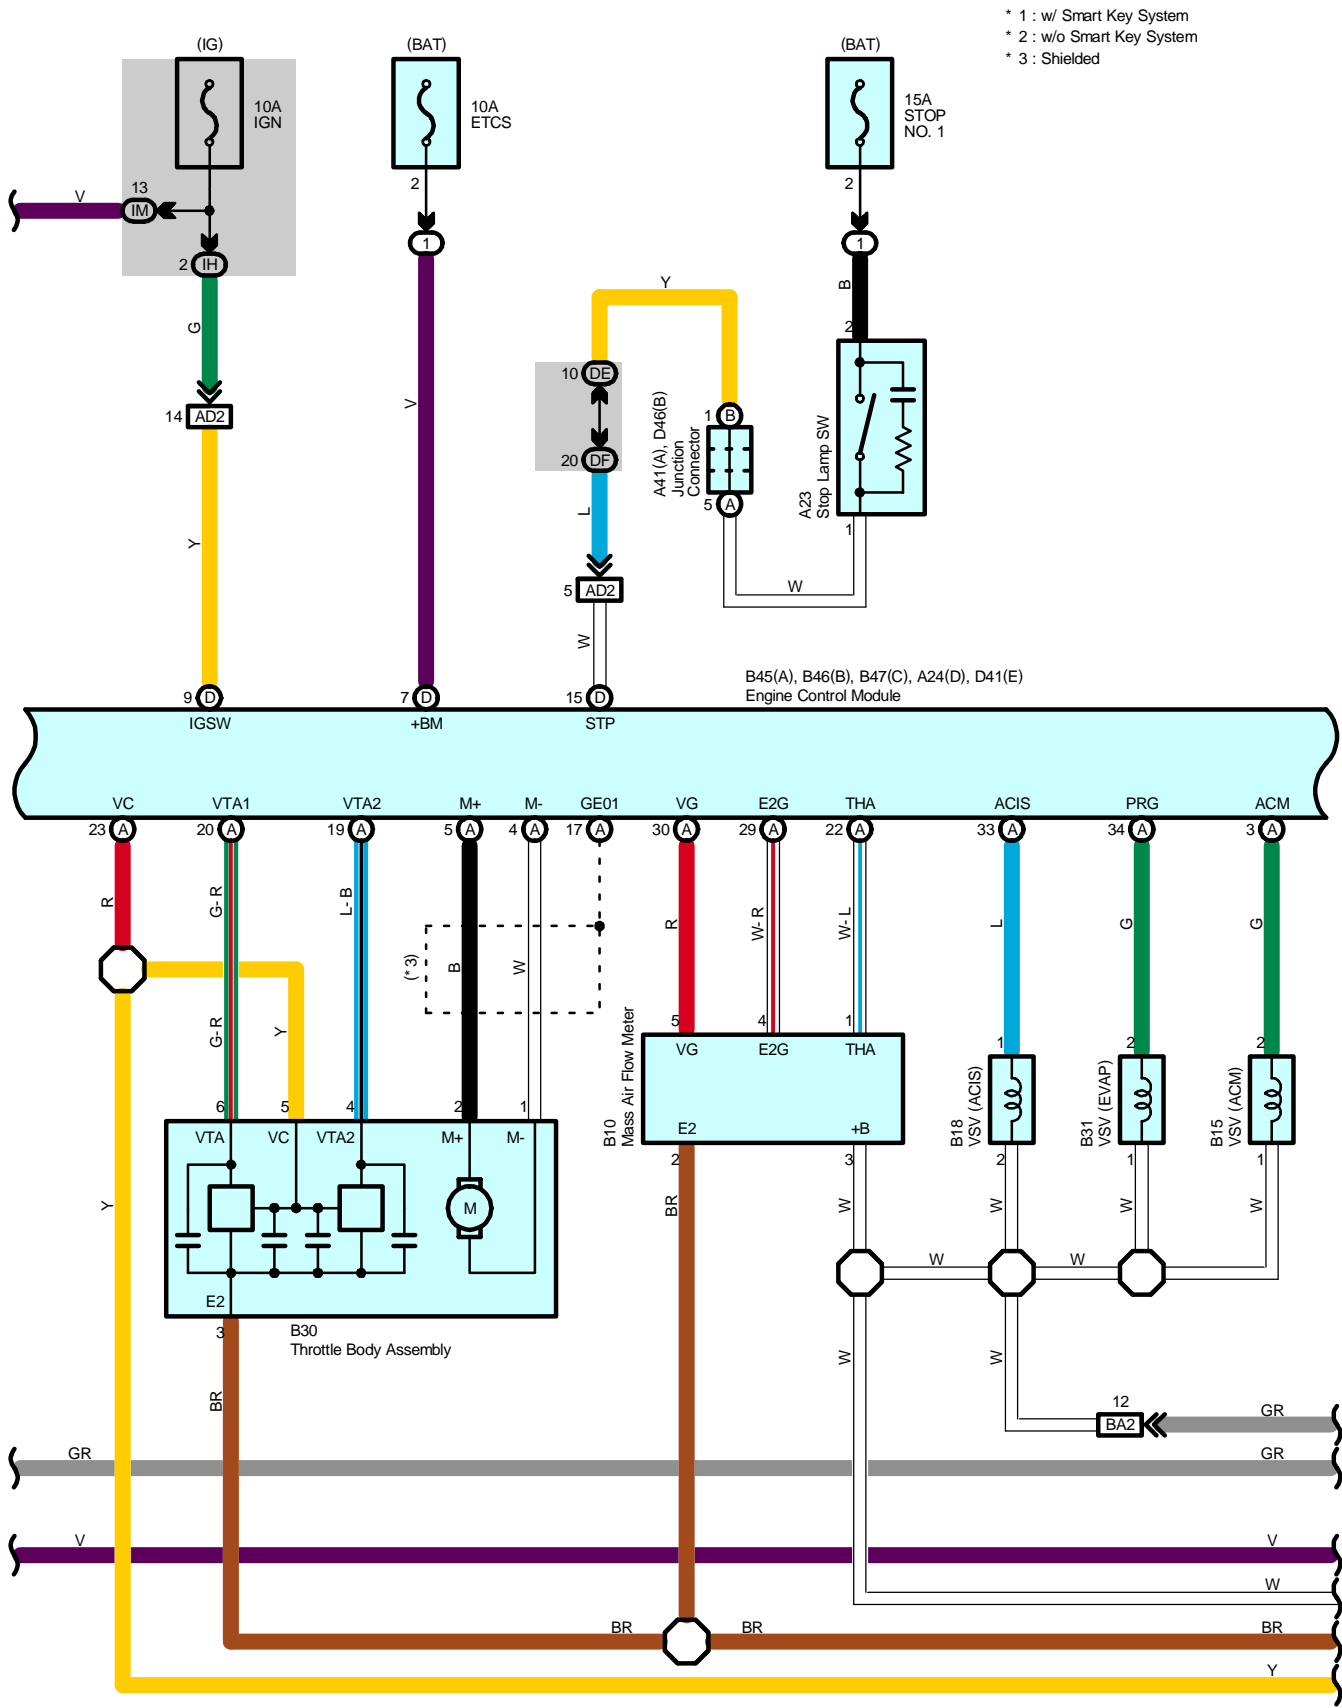 * 1 : w/ Smart Key System
* 2 : w/o Smart Key System
* 3 : Shielded
(IG)
(BAT)
(BAT)
10A
IGN
10A
ETCS
15A
STOP
NO. 1
2
2
V
13
IM
1
1
2
IH
B
Y
G
2
10
DE
14
AD2
V
1
B
A41(A), D46(B)
Junction
Connector
20
DF
5
A
A23
Stop Lamp SW
1
L
Y
W
5
AD2
W
B45(A), B46(B), B47(C), A24(D), D41(E)
Engine Control Module
9
D
7
D
15
D
IGSW
+BM
STP
VC
VTA1
VTA2
M+
M-
GE01
VG
E2G
THA
ACIS
PRG
ACM
23
A
20
A
19
A
5
A
4
A
17
A
30
A
29
A
22
A
33
A
34
A
3
A
R
G- R
L- B
R
W- R
W- L
L
G
G
(* 3)
B
W
G- R
Y
B10
Mass Air Flow Meter
5
4
1
VG
E2G
THA
1
2
2
B18
VSV (ACIS)
B31
VSV (EVAP)
B15
VSV (ACM)
6
5
4
2
1
VTA
VC
VTA2
M+
M-
E2
+B
2
3
2
1
1
Y
M
BR
W
W
W
W
W
W
E2
3
B30
Throttle Body Assembly
W
W
BR
12
BA2
GR
GR
GR
V
V
W
BR
BR
BR
Y